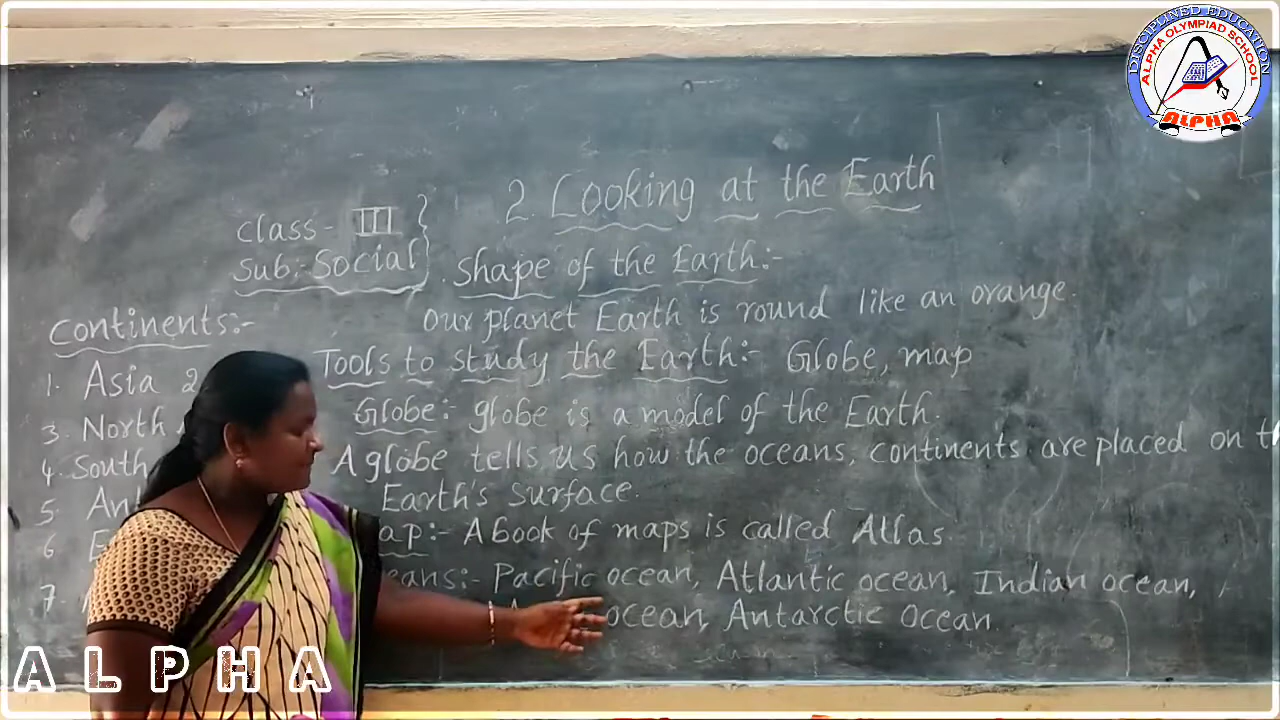 DISCIPLINED EDUCATION
ALPHA OLYMPIAD SCHOOL
ALPHA
2. Looking at the Earth
Class- III
Sub:- Social
Shape of the Earth:-
Our planet Earth is round like an orange.
Continents:-
1. Asia 2
3. North
4. South
5.
6
7.
Tools to study the Earth:- Globe, map
Globe:- globe is a model of the Earth.
A globe tells us how the oceans, continents are placed on
Earth's Surface.
:- A book of maps is called Atlas.
:- Pacific ocean, Atlantic ocean, Indian ocean,
ocean, Antarctic ocean.
ALPHA